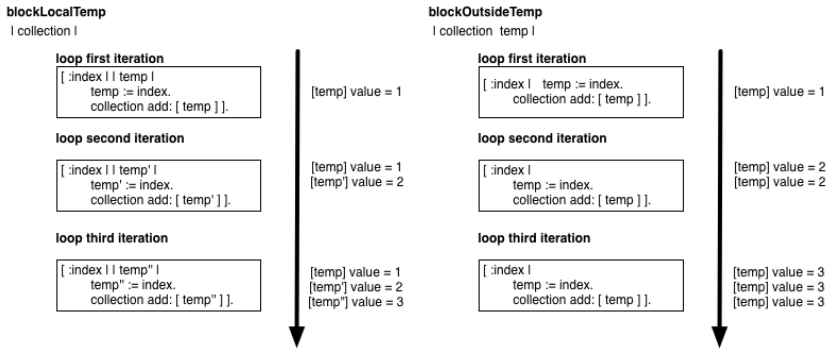 blockLocalTemp
| collection |
loop first iteration
[ :index | | temp |
temp := index.
collection add: [ temp ] ].
[temp] value = 1
loop second iteration
[ :index | | temp' |
temp' := index.
collection add: [ temp' ] ].
[temp] value = 1
[temp'] value = 2
loop third iteration
[ :index | | temp'' |
temp'' := index.
collection add: [ temp'' ] ].
[temp] value = 1
[temp'] value = 2
[temp''] value = 3
blockOutsideTemp
| collection temp |
loop first iteration
[ :index | temp := index.
collection add: [ temp ] ].
[temp] value = 1
loop second iteration
[ :index |
temp := index.
collection add: [ temp ] ].
[temp] value = 2
[temp] value = 2
loop third iteration
[ :index |
temp := index.
collection add: [ temp ] ].
[temp] value = 3
[temp] value = 3
[temp] value = 3